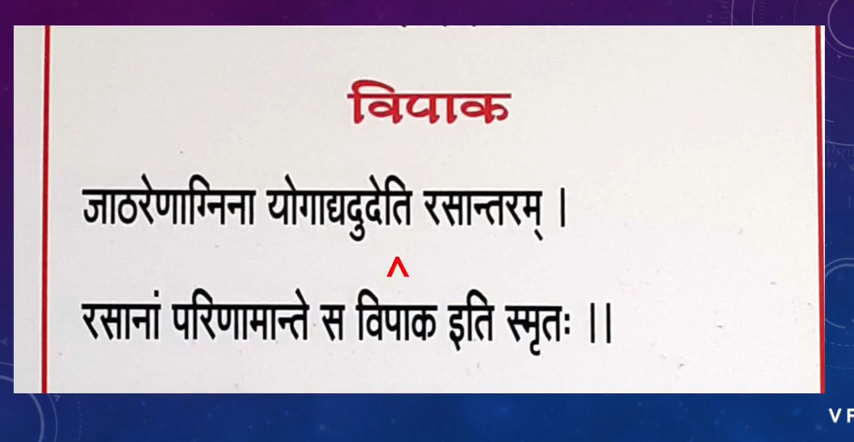 विपाक
जाठरेणाग्निना योगाद्यदुदेति रसान्तरम् ।
^
रसानां परिणामान्ते स विपाक इति स्मृतः ।।
V F